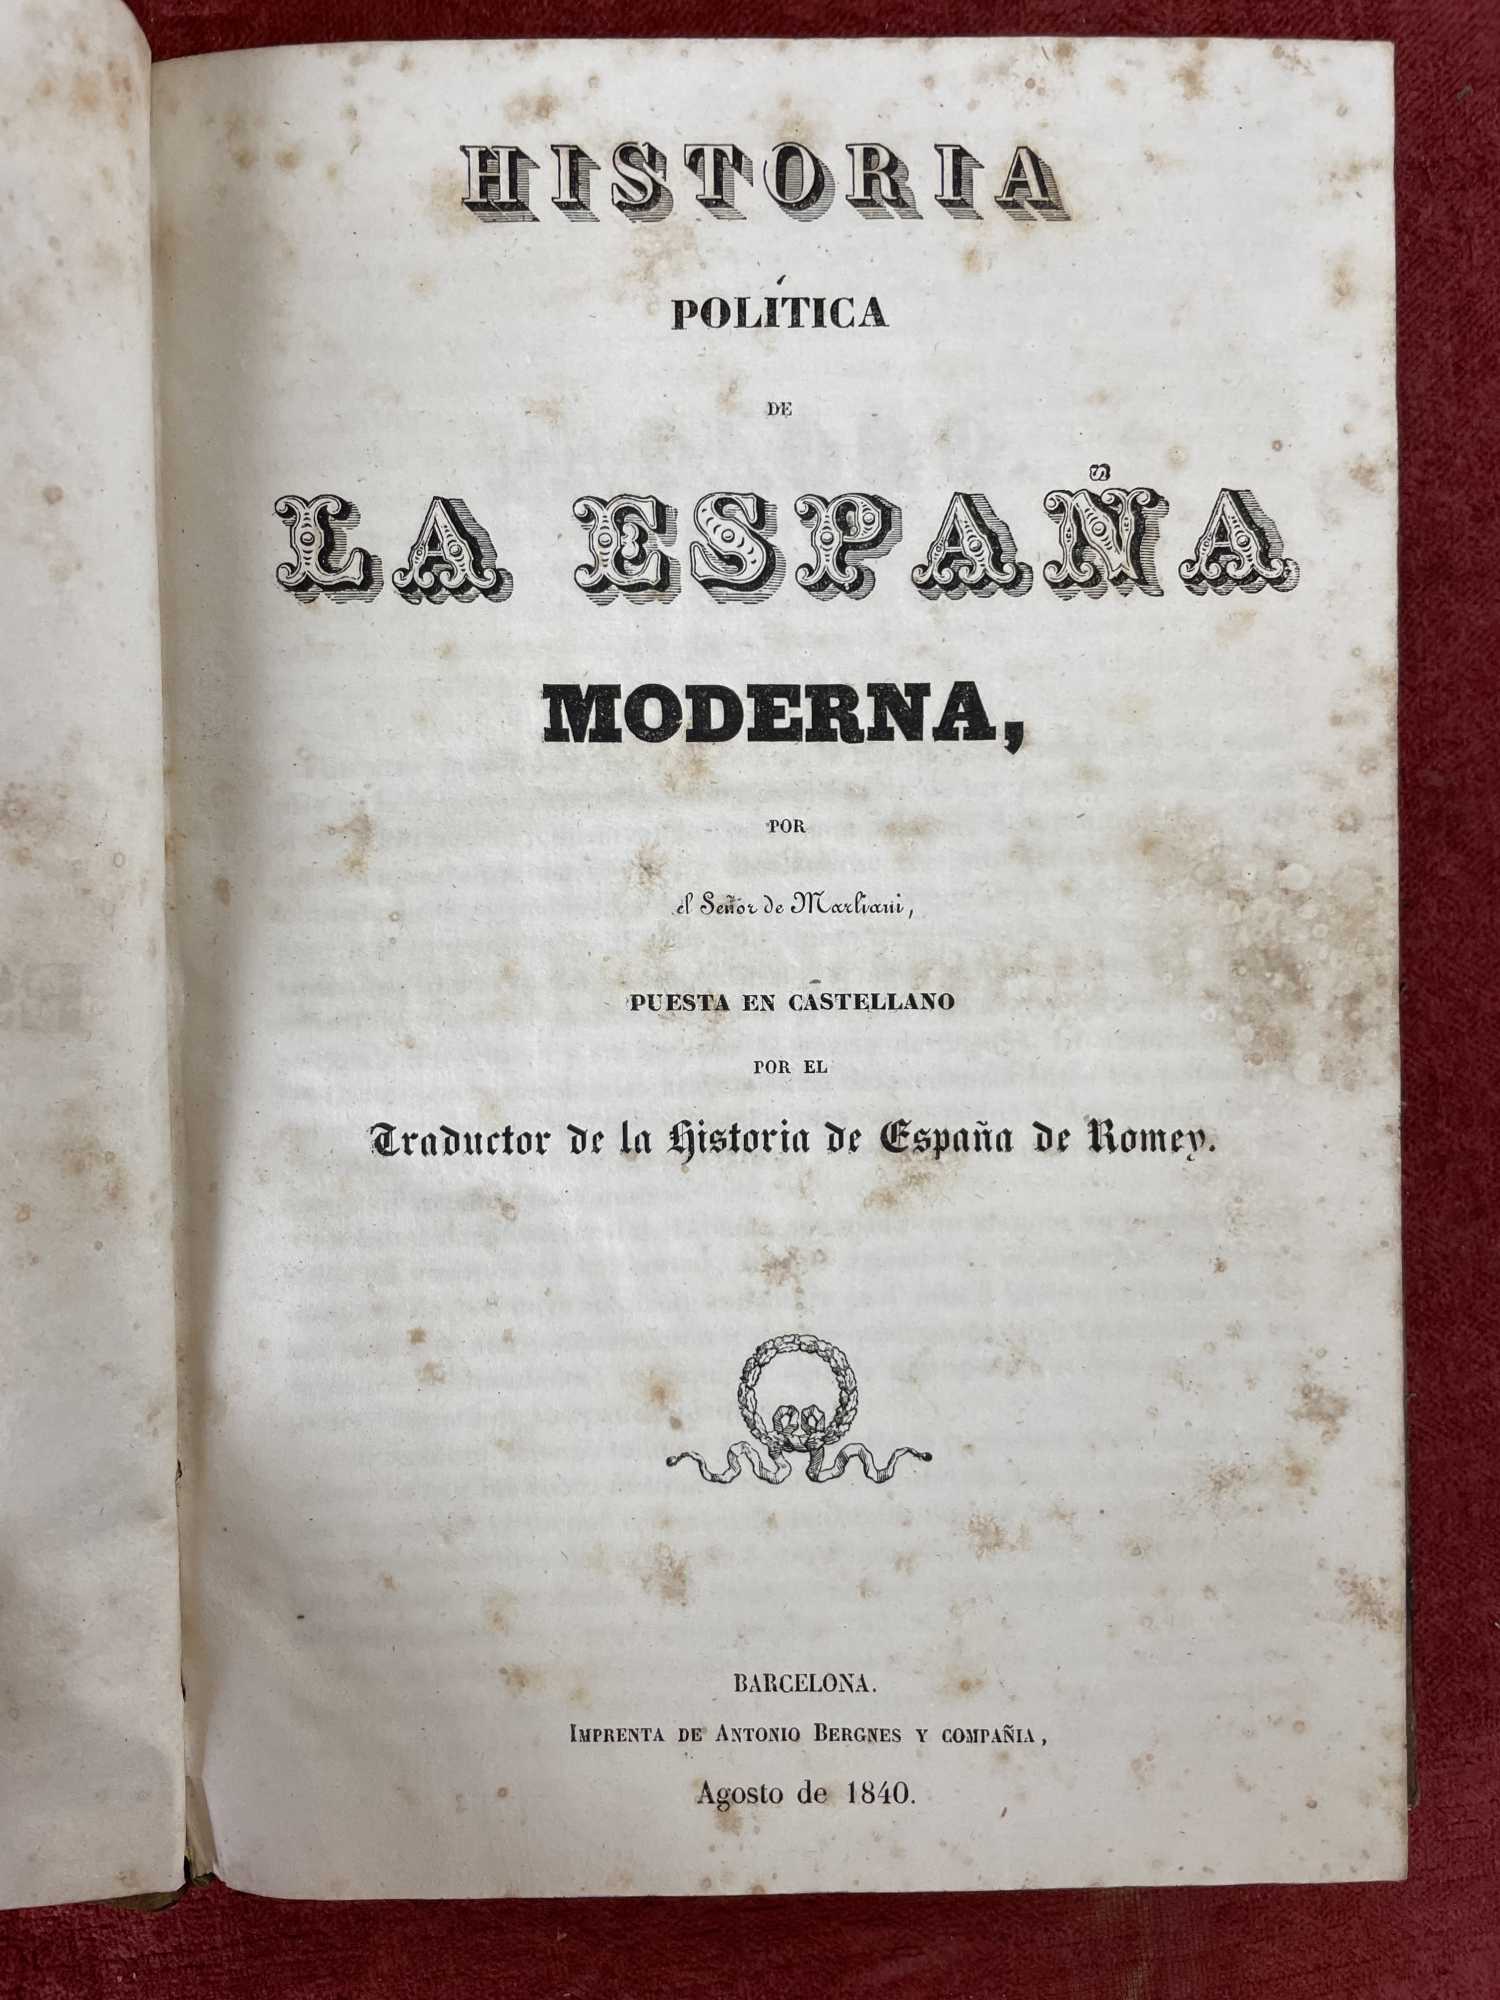 HISTORIA
POLÍTICA
DE
LA ESPAÑA
MODERNA,
POR
el Señor de Marliani,
PUESTA EN CASTELLANO
POR EL
Traductor de la Historia de España de Romey.
BARCELONA.
IMPRENTA DE ANTONIO BERGNES Y COMPAÑIA,
Agosto de 1840.